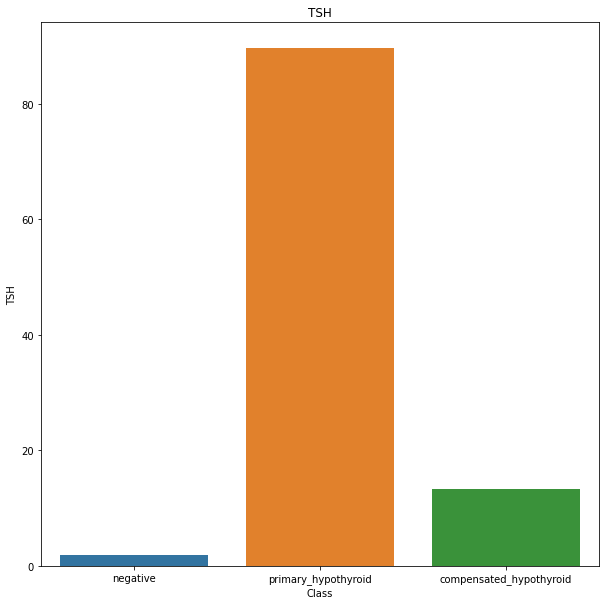 TSH
80
60
40
20
0
TSH
negative
primary_hypothyroid
compensated_hypothyroid
Class